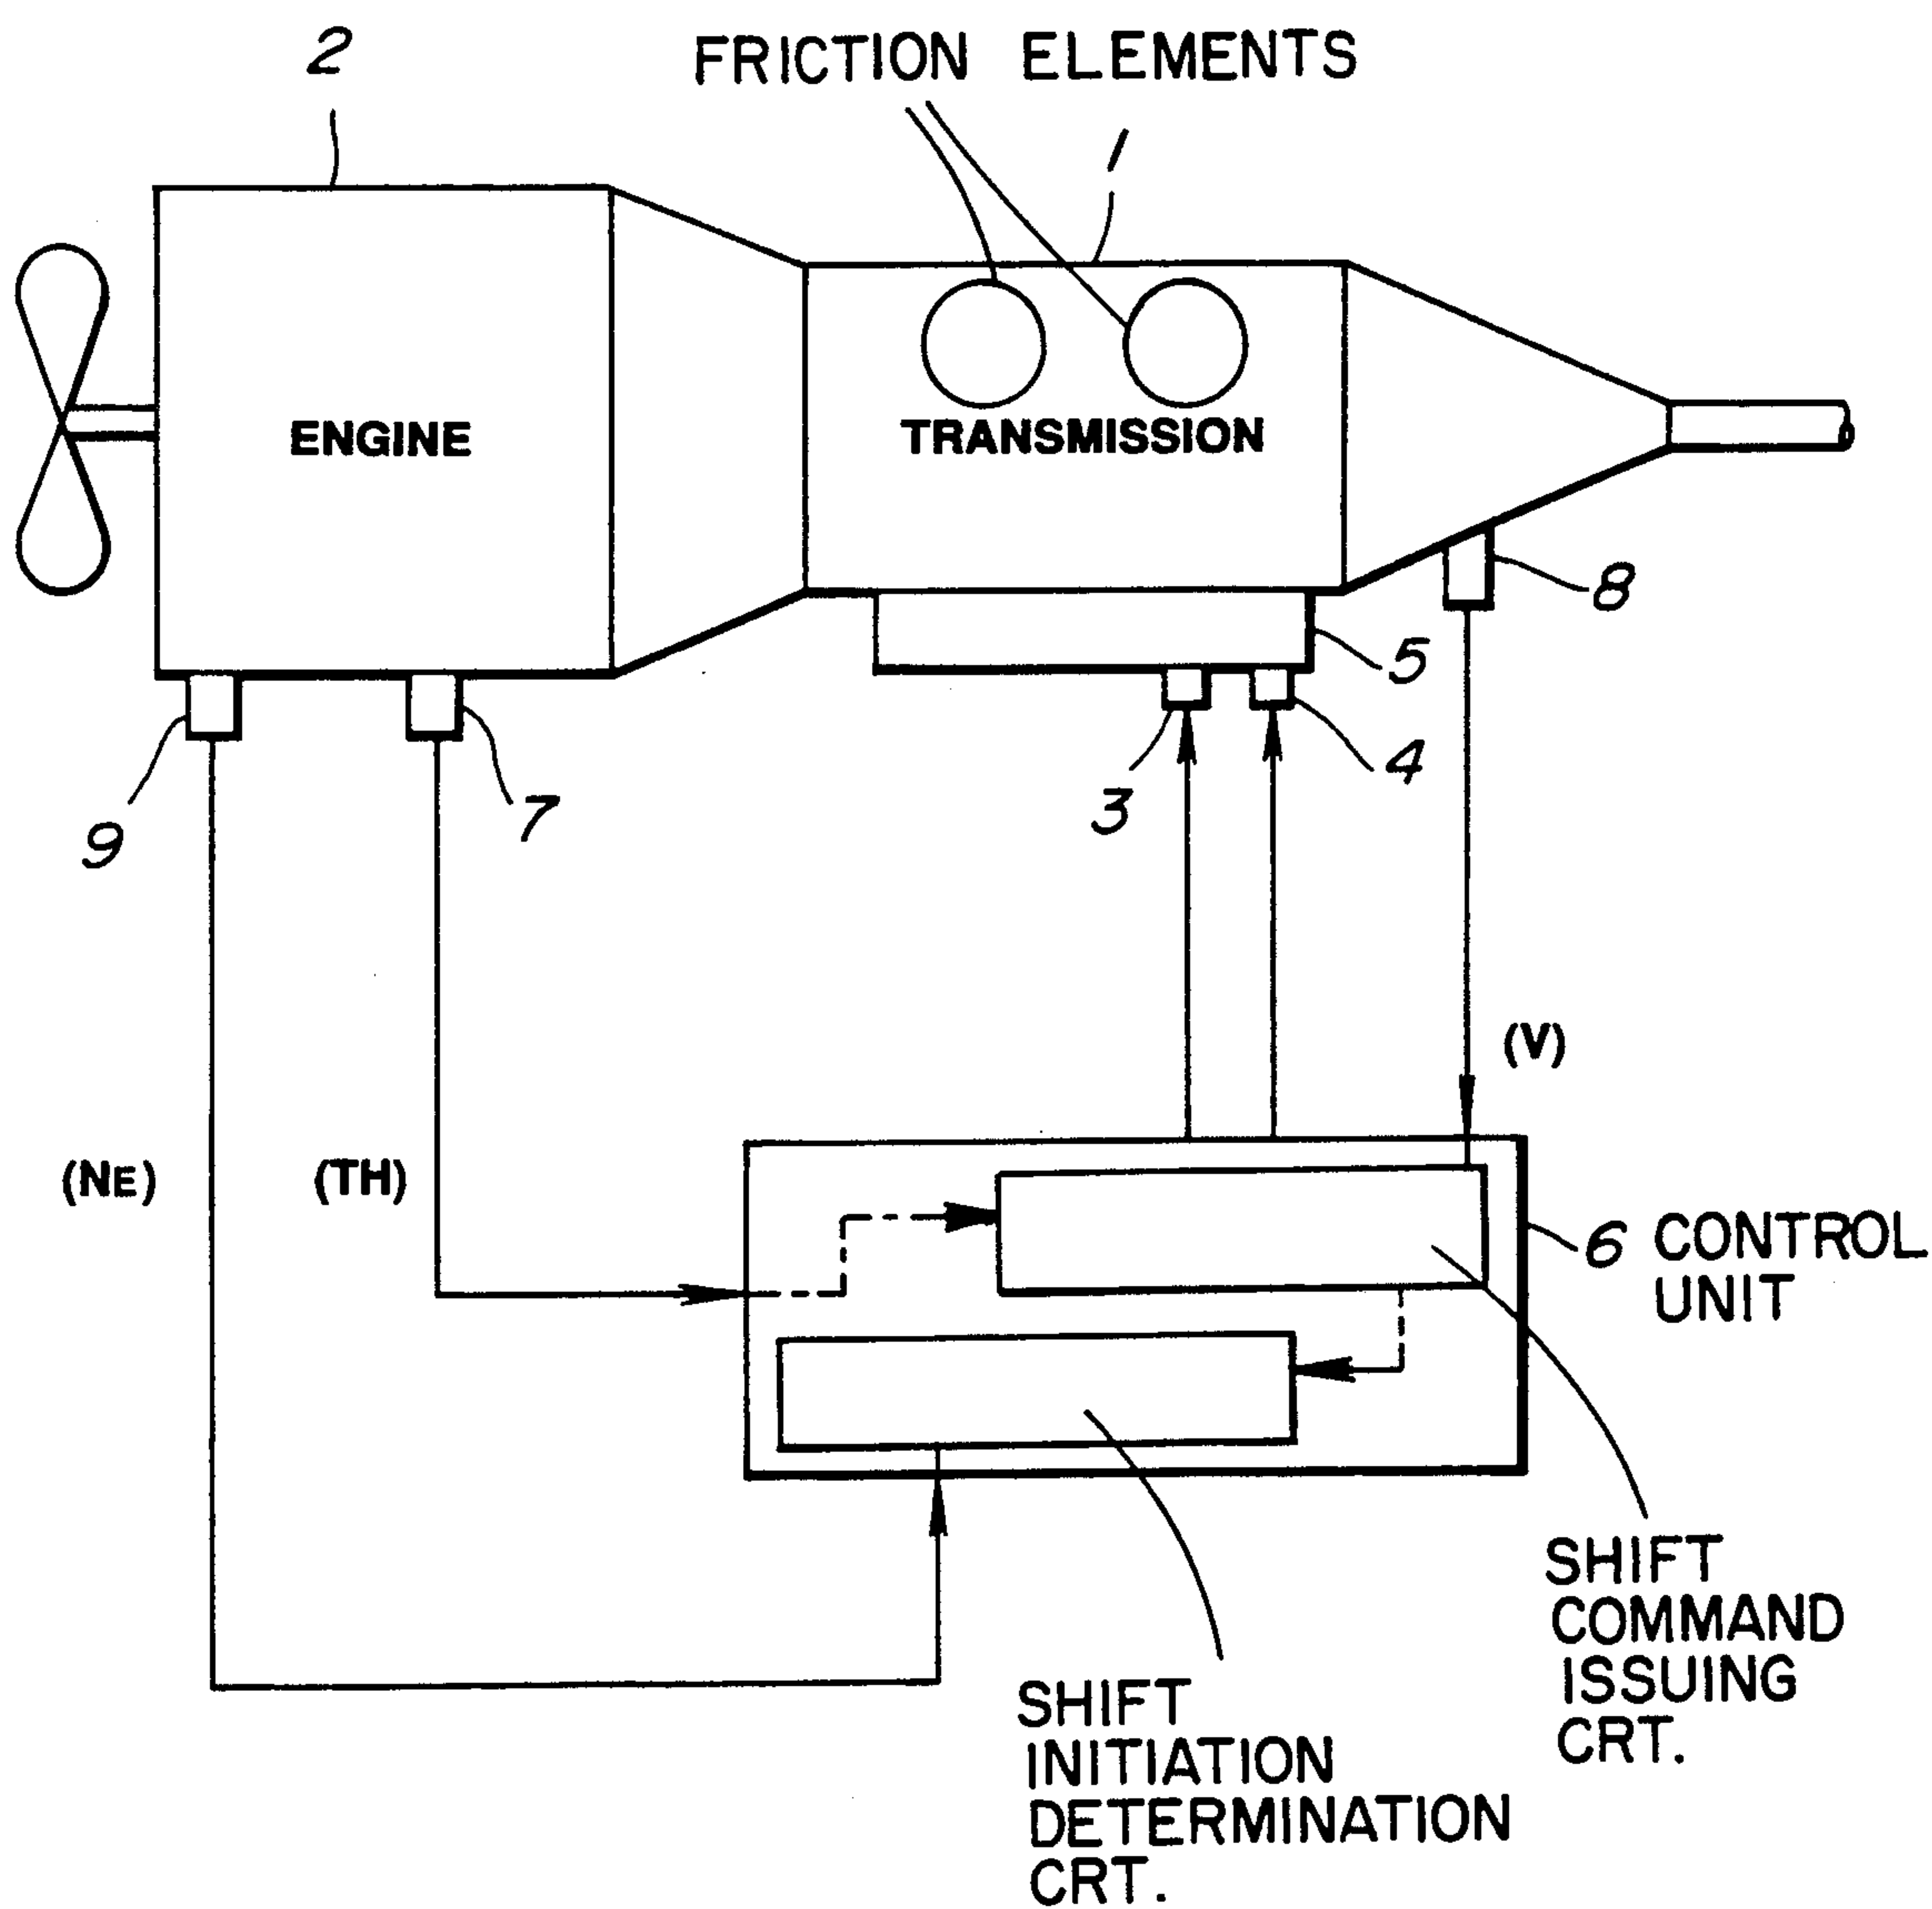 2
FRICTION ELEMENTS
1
ENGINE
TRANSMISSION
8
5
4
3
7
9
(V)
(NE)
(TH)
6 CONTROL
UNIT
SHIFT
COMMAND
ISSUING
CRT.
SHIFT
INITIATION
DETERMINATION
CRT.